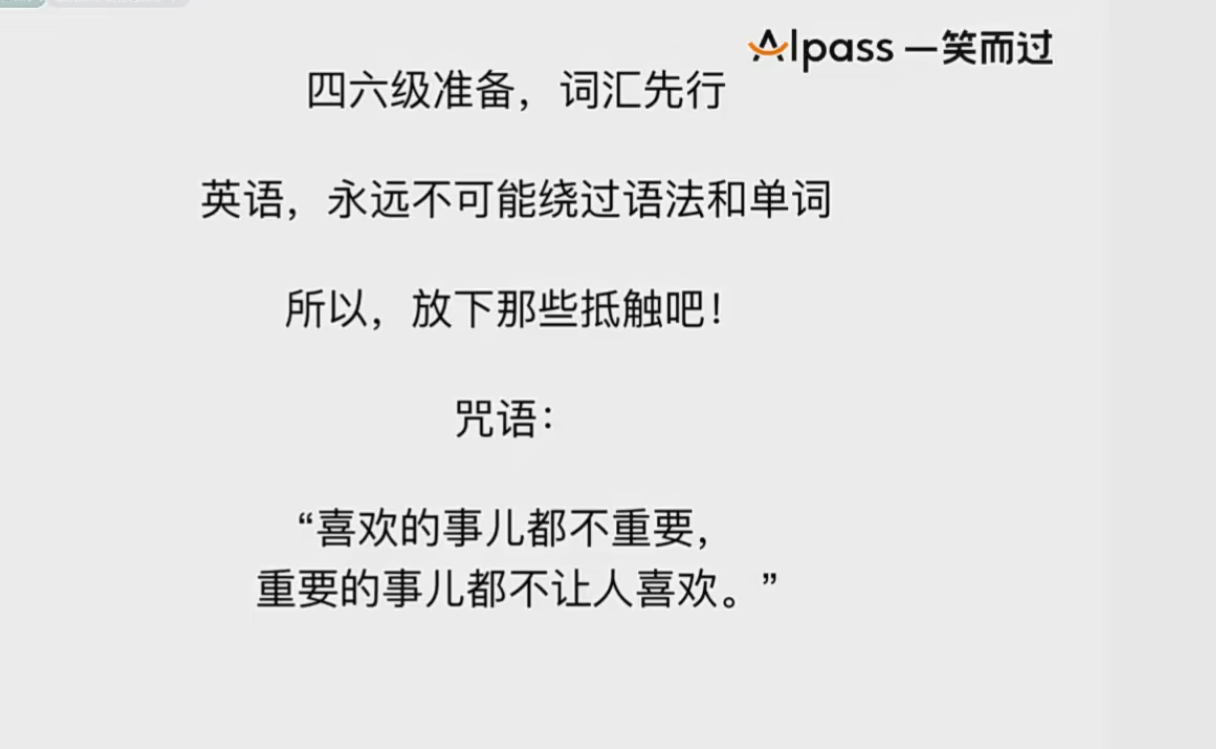 AIpass 一笑而过
四六级准备，词汇先行
英语，永远不可能绕过语法和单词
所以，放下那些抵触吧！
咒语：
“喜欢的事儿都不重要，
重要的事儿都不让人喜欢。”